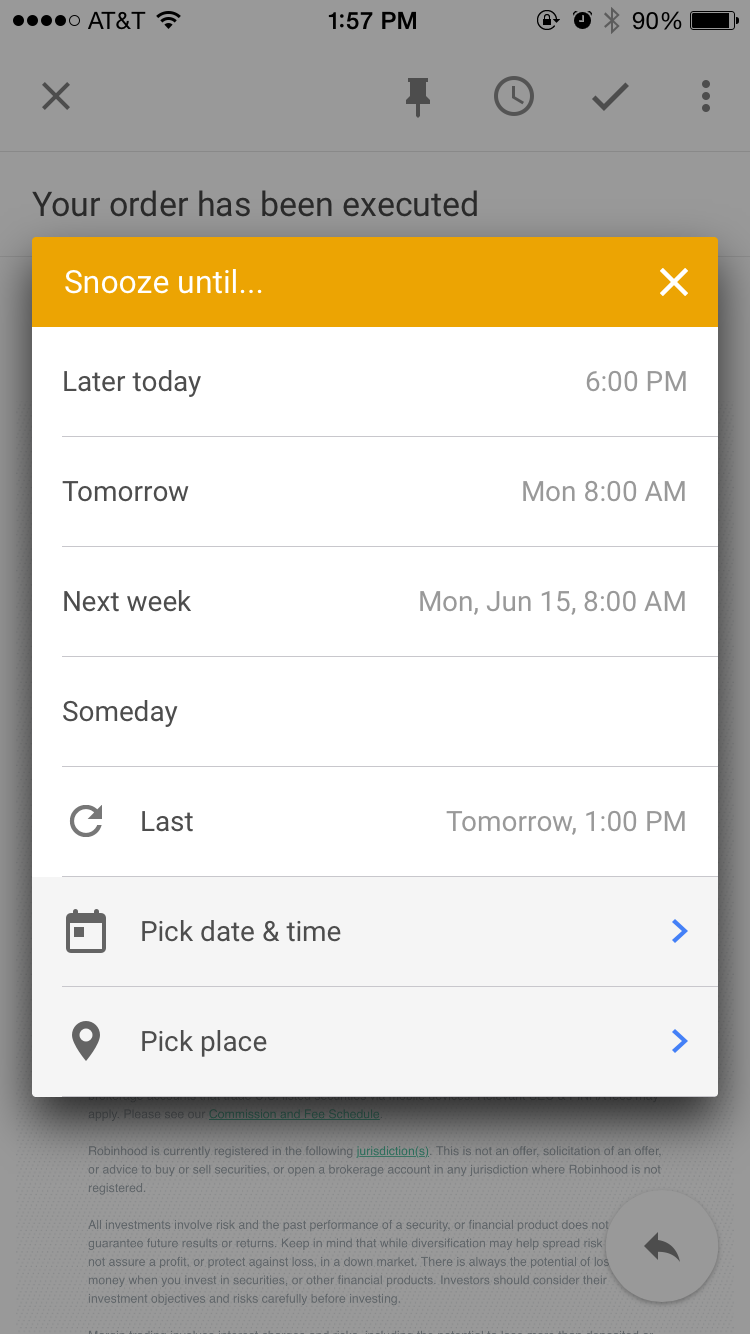 AT&T 1:57 PM 90%
Your order has been executed
Snooze until...
Later today 6:00 PM
Tomorrow Mon 8:00 AM
Next week Mon, Jun 15, 8:00 AM
Someday
Last Tomorrow, 1:00 PM
Pick date & time
Pick place
apply. Please see our Commission and Fee Schedule.
Robinhood is currently registered in the following jurisdiction(s). This is not an offer, solicitation of an offer,
or advice to buy or sell securities, or open a brokerage account in any jurisdiction where Robinhood is not
registered.
All investments involve risk and the past performance of a security, or financial product does not
guarantee future results or returns. Keep in mind that while diversification may help spread risk
not assure a profit, or protect against loss, in a down market. There is always the potential of
money when you invest in securities, or other financial products. Investors should consider their
investment objectives and risks carefully before investing.